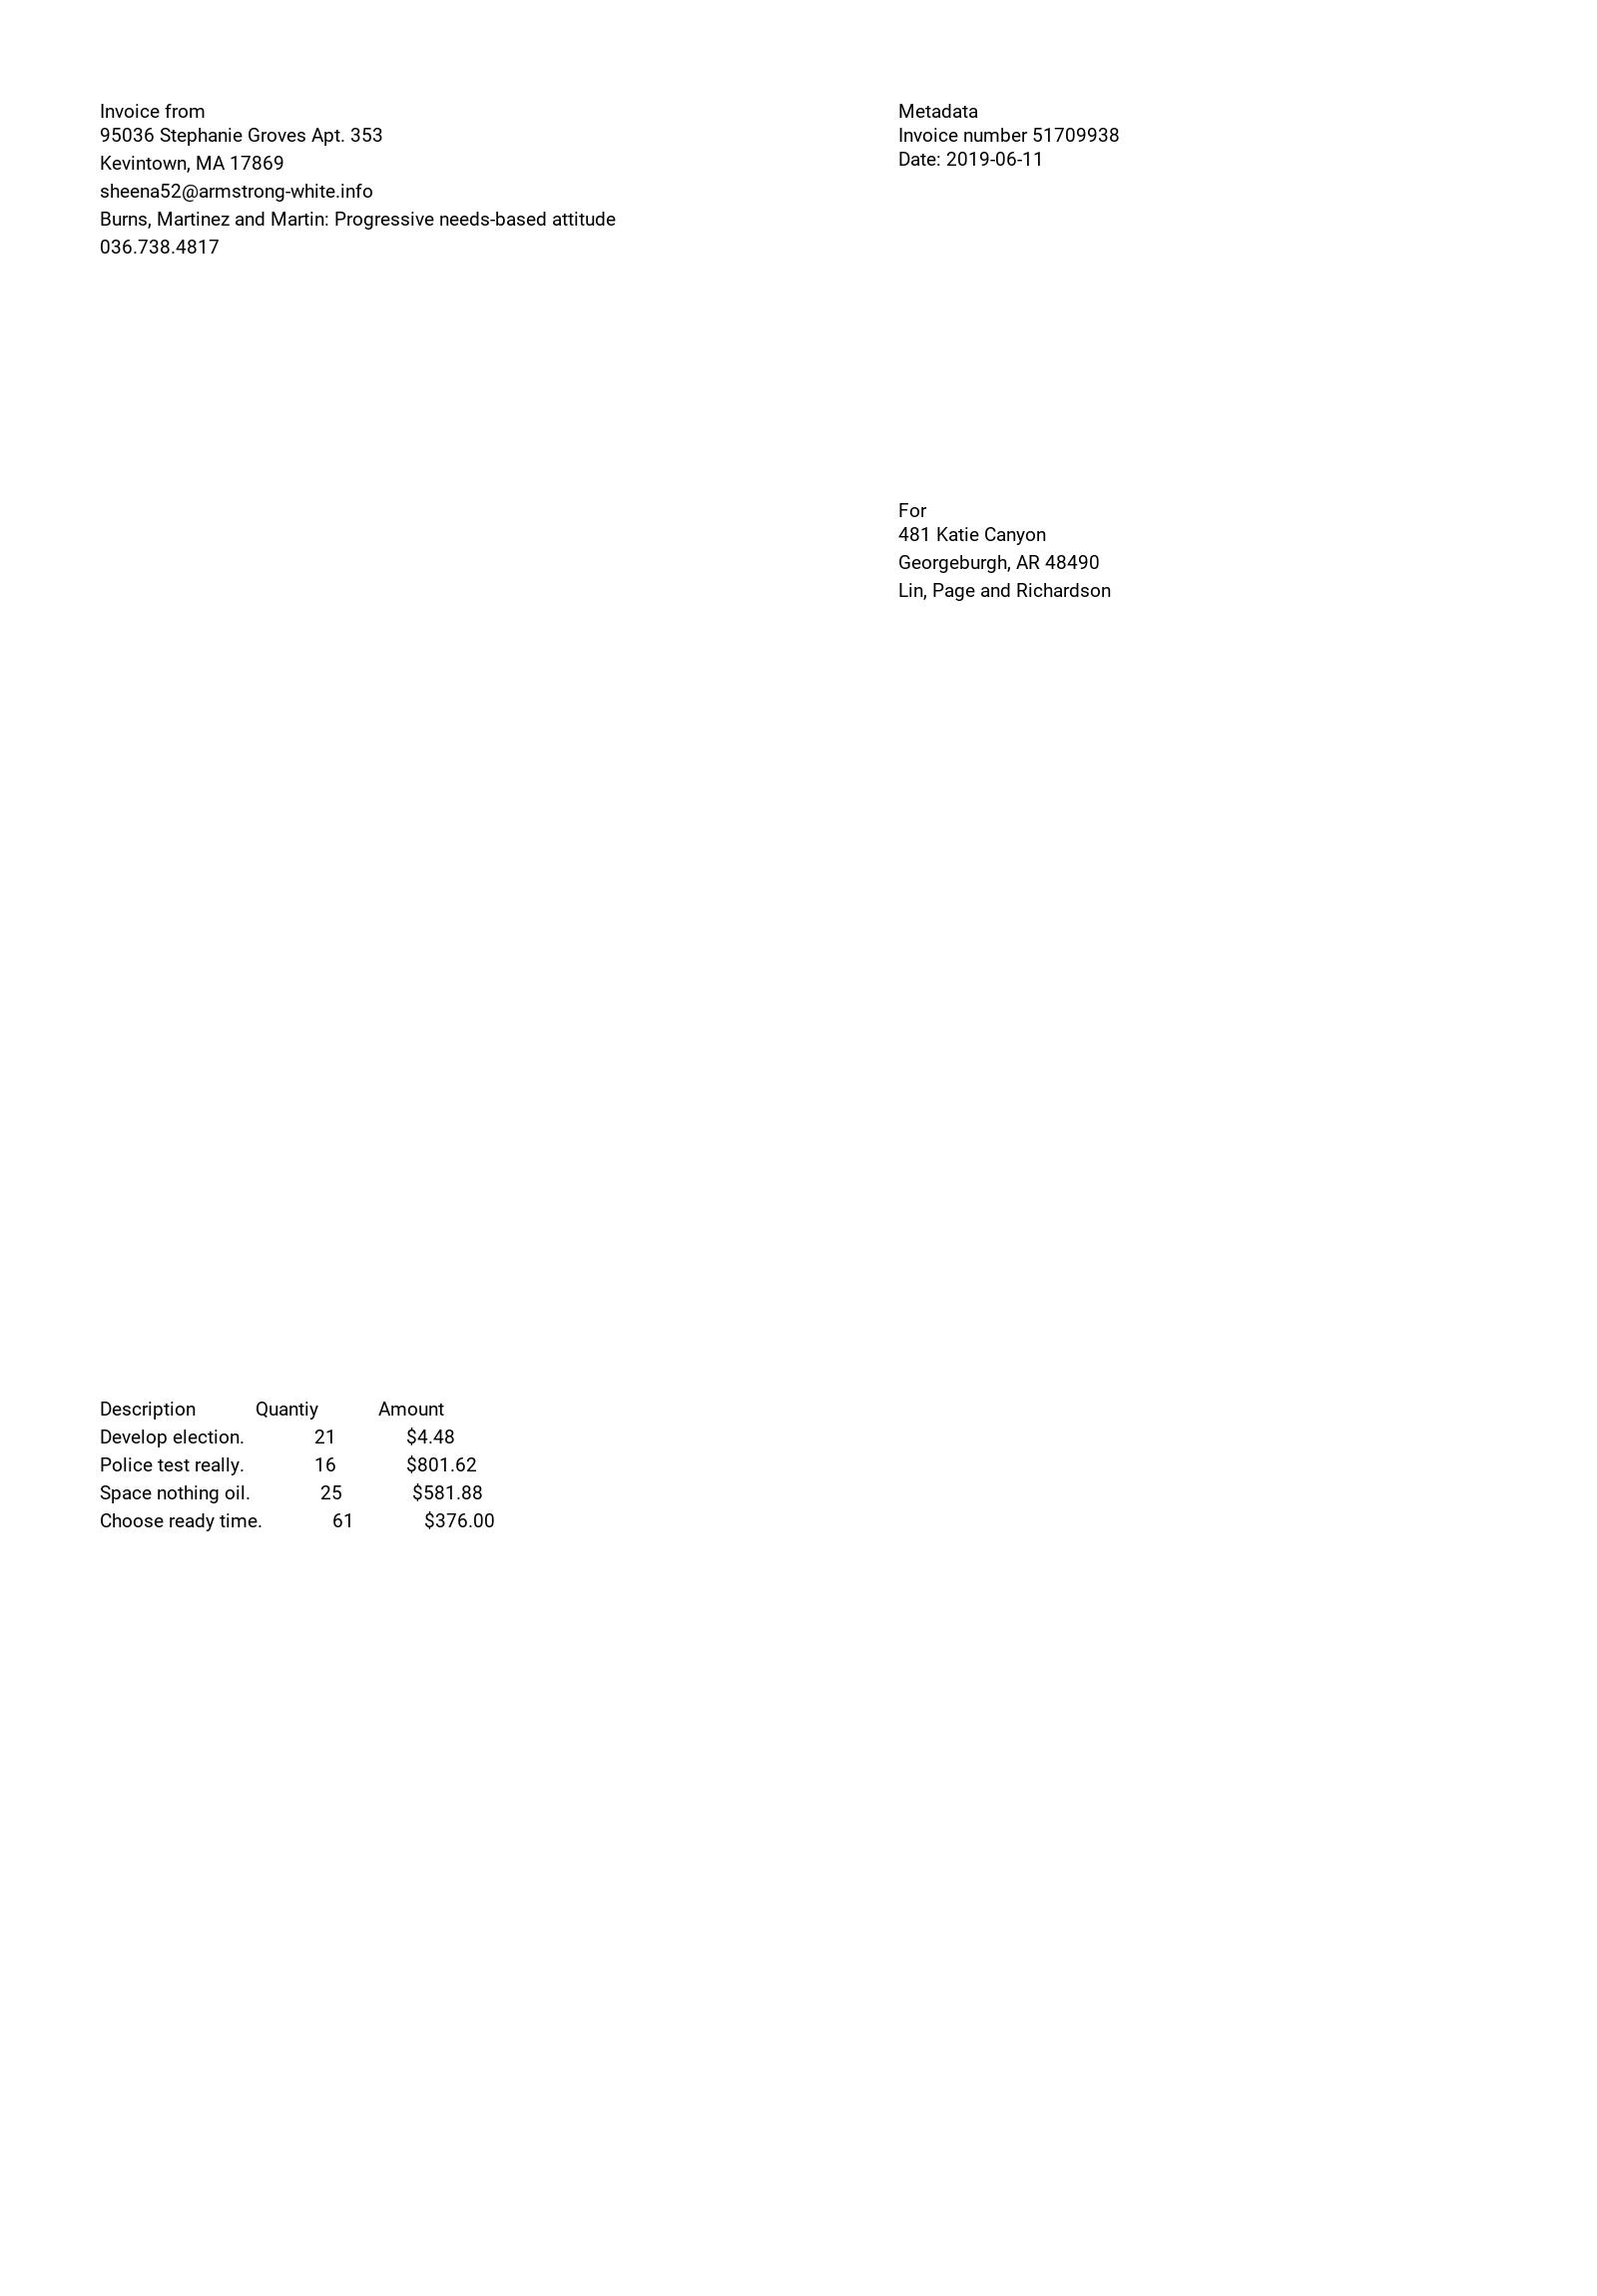 Invoice from
95036 Stephanie Groves Apt. 353
Kevintown, MA 17869
sheena52@armstrong-white.info
Burns, Martinez and Martin: Progressive needs-based attitude
036.738.4817
Metadata
Invoice number 51709938
Date: 2019-06-11
For
481 Katie Canyon
Georgeburgh, AR 48490
Lin, Page and Richardson
Description Quantiy Amount
Develop election. 21 $4.48
Police test really. 16 $801.62
Space nothing oil. 25 $581.88
Choose ready time. 61 $376.00